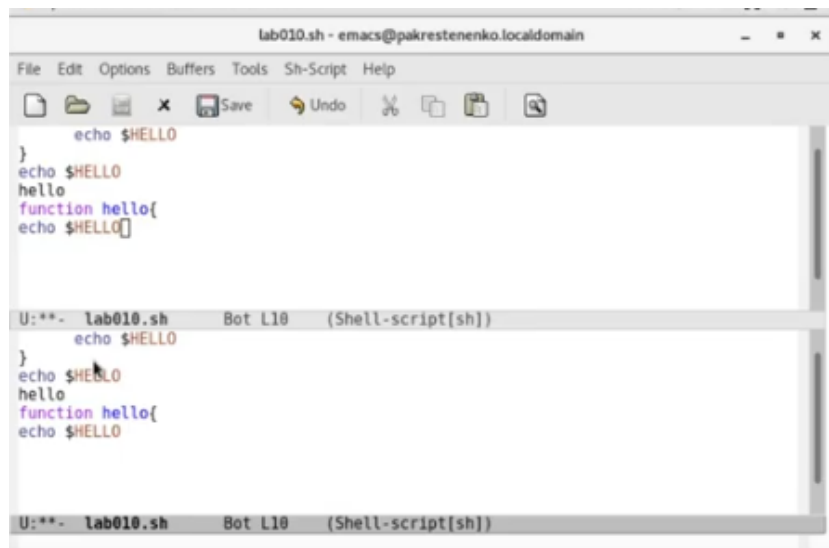 lab010.sh - emacs@pakrestenenko.localdomain
File Edit Options Buffers Tools Sh-Script Help
Save Undo
echo $HELLO
}
echo $HELLO
hello
function hello{
echo $HELLO
U:**- lab010.sh Bot L10 (Shell-script[sh])
echo $HELLO
}
echo $HELLO
hello
function hello{
echo $HELLO
U:**- lab010.sh Bot L10 (Shell-script[sh])